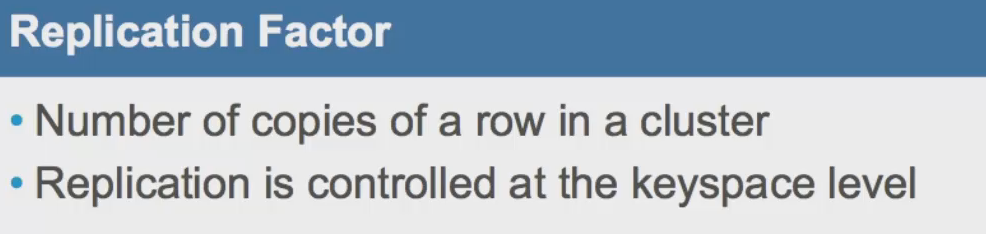 Replication Factor
• Number of copies of a row in a cluster
• Replication is controlled at the keyspace level